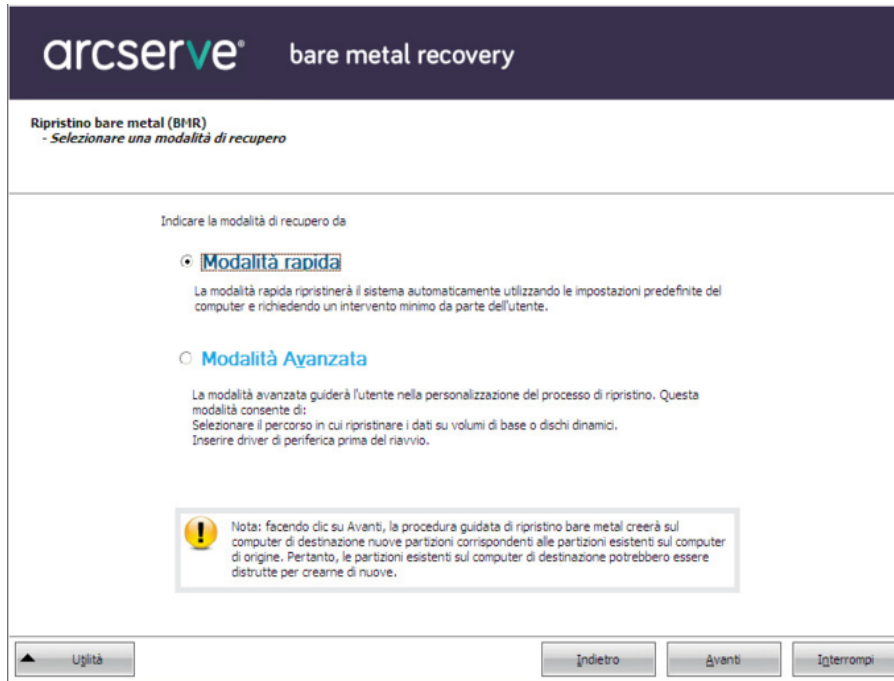 arcserve® bare metal recovery
Ripristino bare metal (BMR)
- Selezionare una modalità di recupero
Indicare la modalità di recupero da
Modalità rapida
La modalità rapida ripristinerà il sistema automaticamente utilizzando le impostazioni predefinite del
computer e richiedendo un intervento minimo da parte dell'utente.
Modalità Avanzata
La modalità avanzata guiderà l'utente nella personalizzazione del processo di ripristino. Questa
modalità consente di:
Selezionare il percorso in cui ripristinare i dati su volumi di base o dischi dinamici.
Inserire driver di periferica prima del riavvio.
Nota: facendo clic su Avanti, la procedura guidata di ripristino bare metal creerà sul
computer di destinazione nuove partizioni corrispondenti alle partizioni esistenti sul computer
di origine. Pertanto, le partizioni esistenti sul computer di destinazione potrebbero essere
distrutte per crearne di nuove.
Utilità Indietro Avanti Interrompi